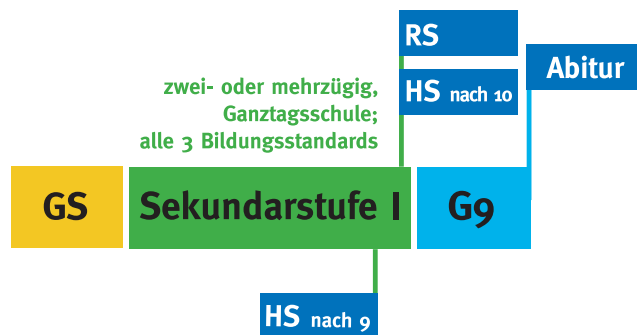 RS
Abitur
zwei- oder mehrzügig,
Ganztagsschule;
alle 3 Bildungsstandards
HS nach 10
GS
Sekundarstufe I
G9
HS nach 9